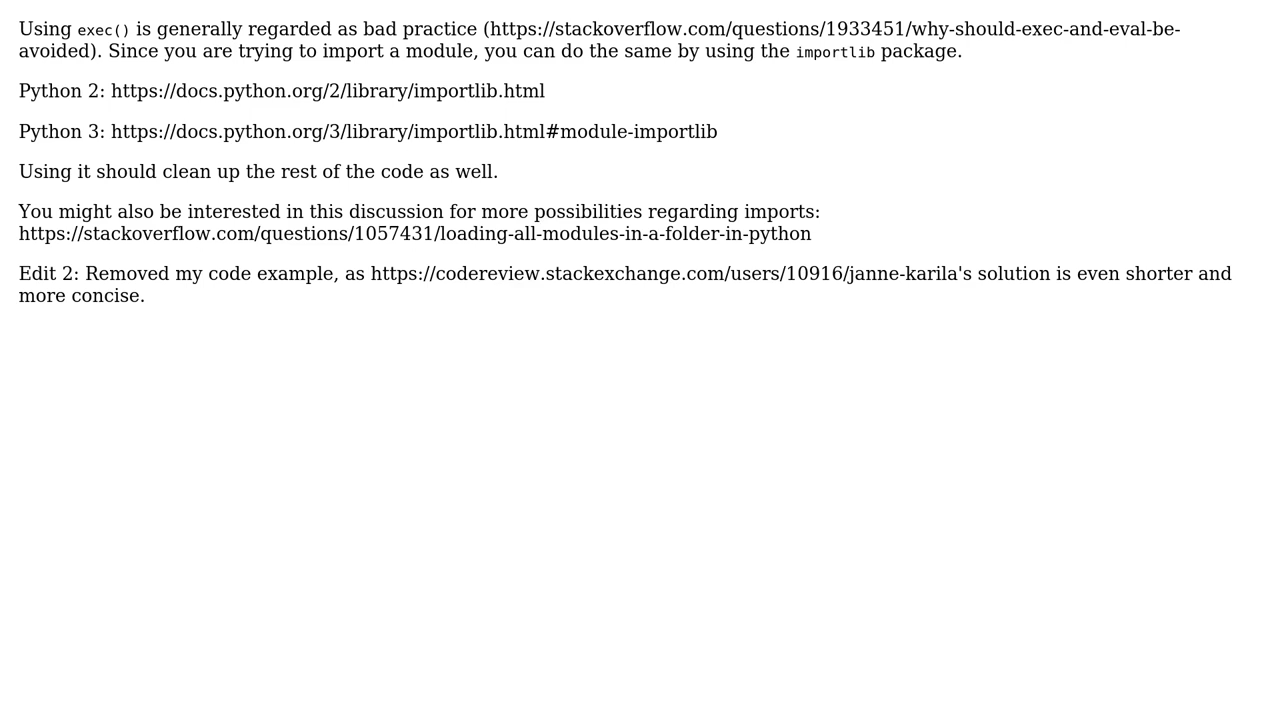 Using exec() is generally regarded as bad practice (https://stackoverflow.com/questions/1933451/why-should-exec-and-eval-be-
avoided). Since you are trying to import a module, you can do the same by using the importlib package.
Python 2: https://docs.python.org/2/library/importlib.html
Python 3: https://docs.python.org/3/library/importlib.html#module-importlib
Using it should clean up the rest of the code as well.
You might also be interested in this discussion for more possibilities regarding imports:
https://stackoverflow.com/questions/1057431/loading-all-modules-in-a-folder-in-python
Edit 2: Removed my code example, as https://codereview.stackexchange.com/users/10916/janne-karila's solution is even shorter and
more concise.